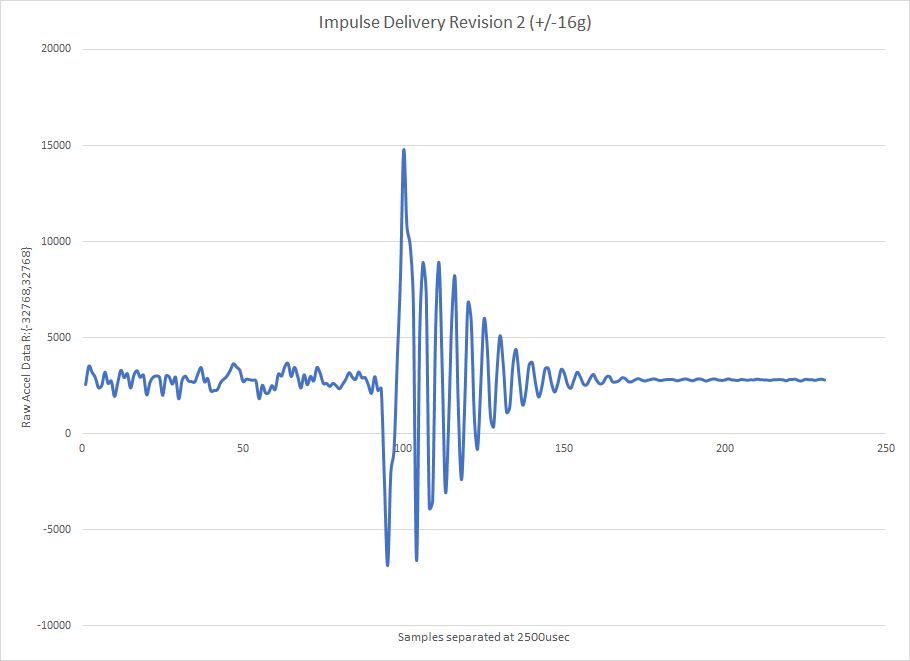 Impulse Delivery Revision 2 (+/-16g)
20000
15000
10000
5000
0
-5000
-10000
0 50 100 150 200 250
Raw Accel Data R:{-32768,32768}
Samples separated at 2500usec